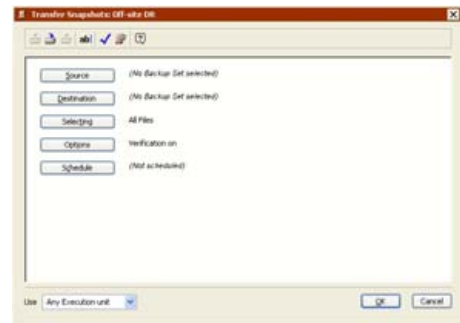 Transfer Snapshots: Off-site DR
ab|
Source (No Backup Set selected)
Destination (No Backup Set selected)
Selecting All Files
Options Verification on
Schedule (Not scheduled)
Use Any Execution unit OK Cancel